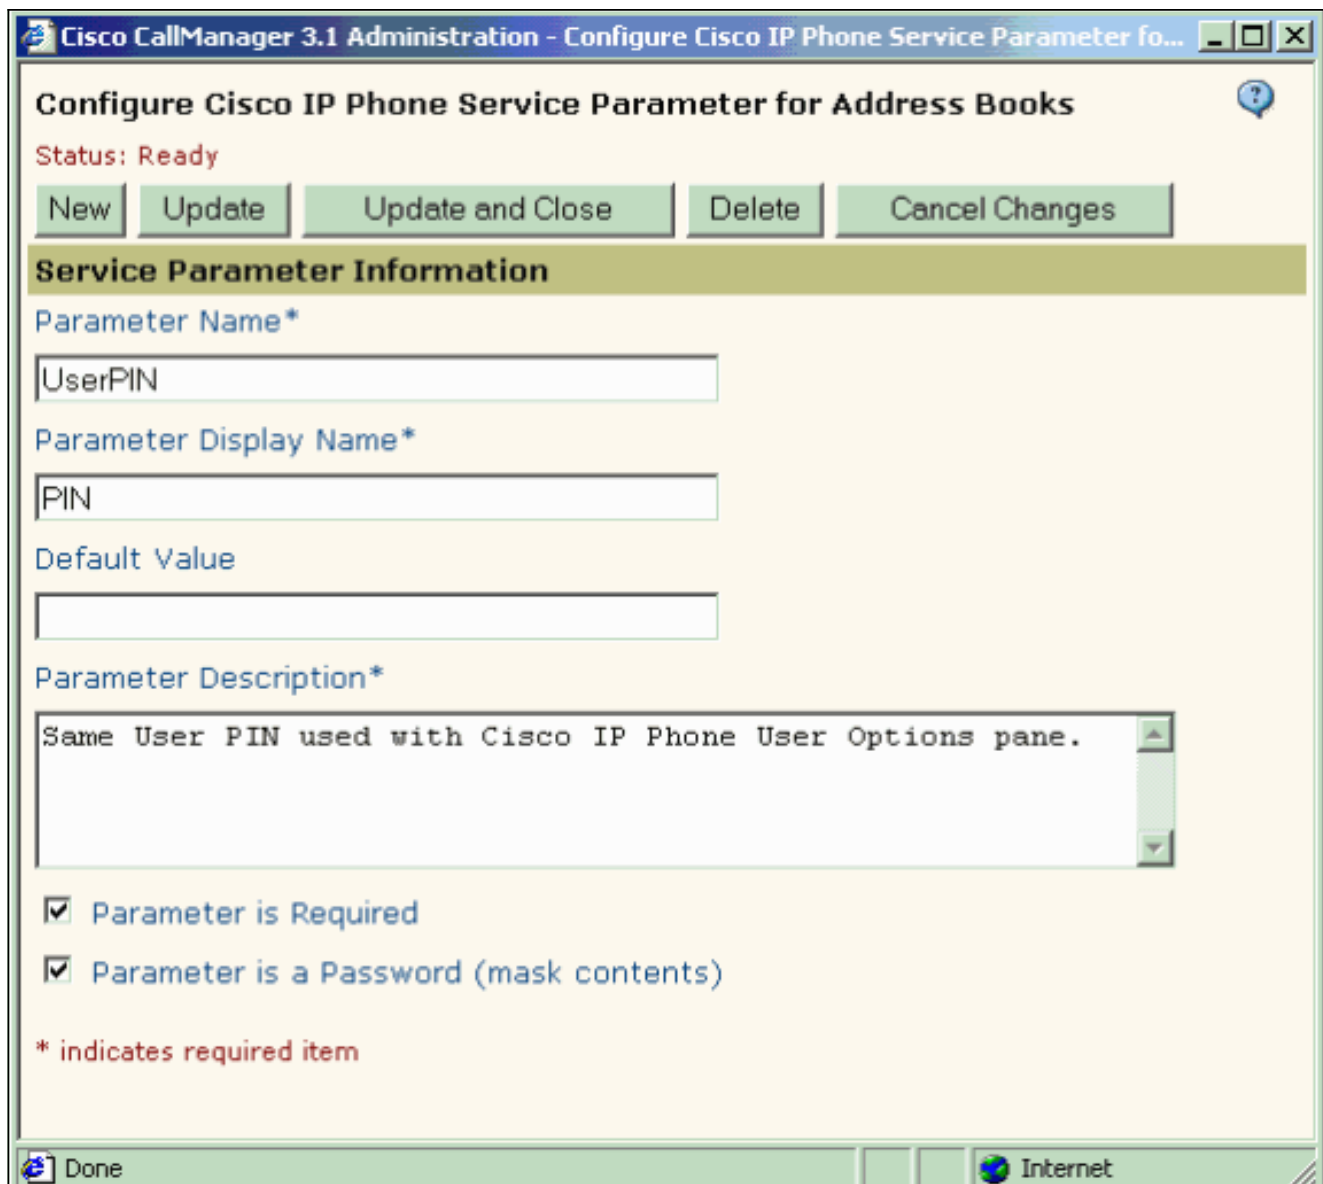 Cisco CallManager 3.1 Administration - Configure Cisco IP Phone Service Parameter fo...
Configure Cisco IP Phone Service Parameter for Address Books
Status: Ready
New Update Update and Close Delete Cancel Changes
Service Parameter Information
Parameter Name*
UserPIN
Parameter Display Name*
PIN
Default Value
Parameter Description*
Same User PIN used with Cisco IP Phone User Options pane.
Parameter is Required
Parameter is a Password (mask contents)
* indicates required item
Done Internet